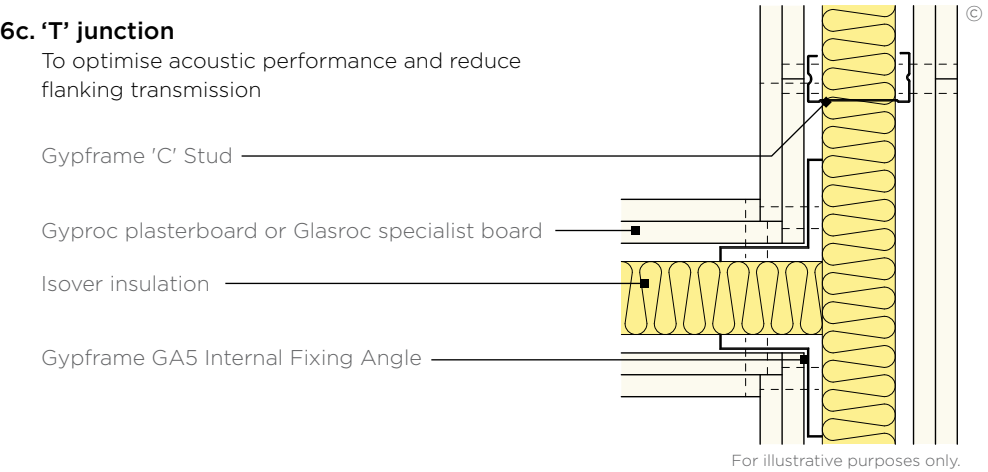 6c. ‘T’ junction
To optimise acoustic performance and reduce
flanking transmission
©
Gypframe 'C' Stud
Gyproc plasterboard or Glasroc specialist board
Isover insulation
Gypframe GA5 Internal Fixing Angle
For illustrative purposes only.